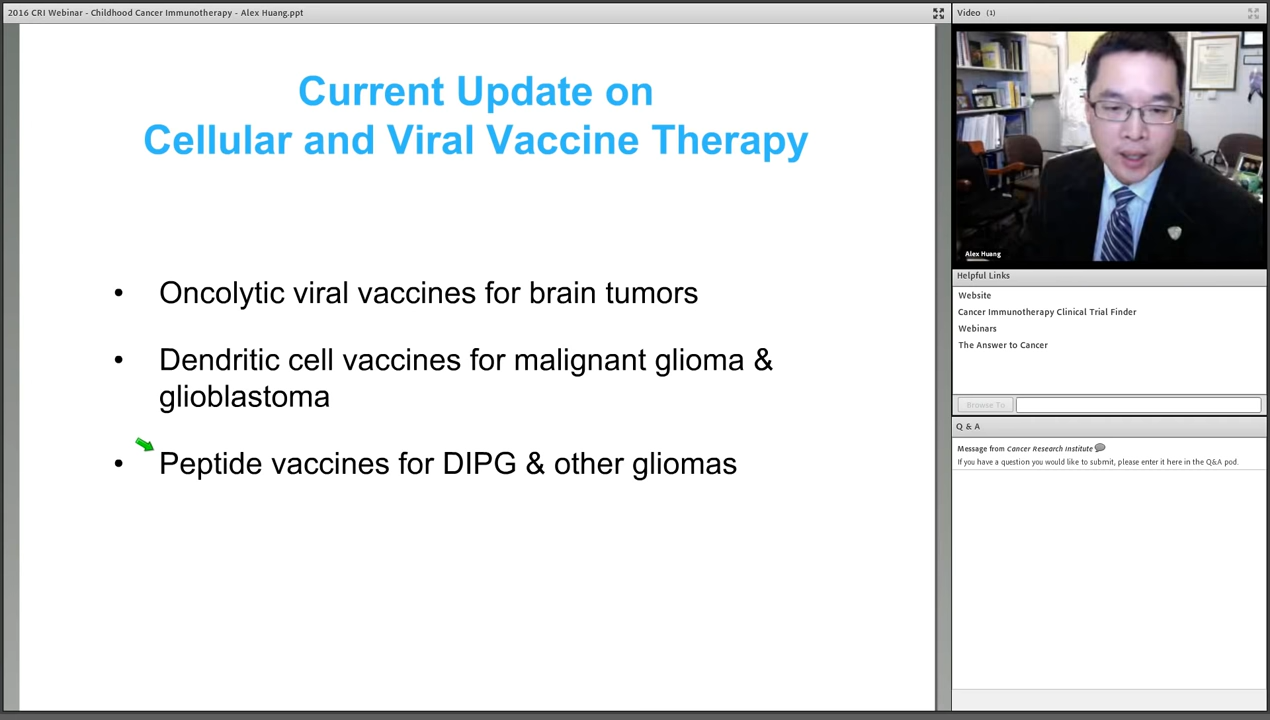 2016 CRI Webinar - Childhood Cancer Immunotherapy - Alex Huang.ppt
Current Update on
Cellular and Viral Vaccine Therapy
• Oncolytic viral vaccines for brain tumors
• Dendritic cell vaccines for malignant glioma &
glioblastoma
• Peptide vaccines for DIPG & other gliomas
Video (1)
Alex Huang
Helpful Links
Website
Cancer Immunotherapy Clinical Trial Finder
Webinars
The Answer to Cancer
Browse To
Q & A
Message from Cancer Research Institute
If you have a question you would like to submit, please enter it here in the Q&A pod.